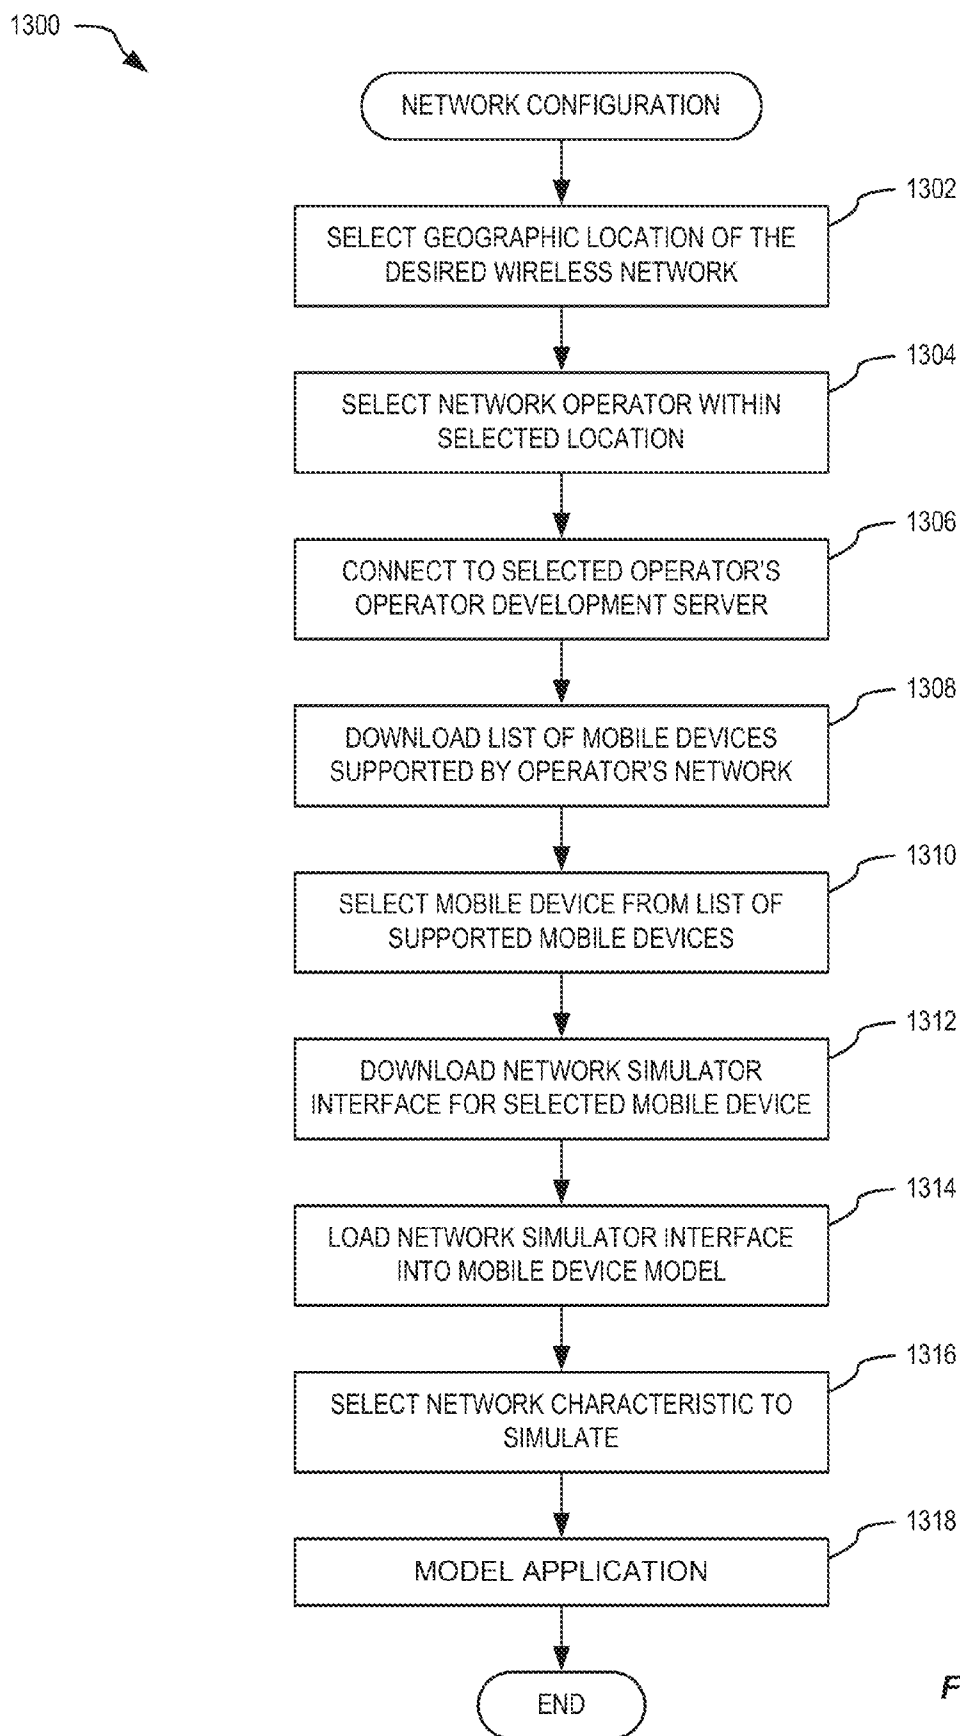 1300
NETWORK CONFIGURATION
1302
SELECT GEOGRAPHIC LOCATION OF THE
DESIRED WIRELESS NETWORK
1304
SELECT NETWORK OPERATOR WITHIN
SELECTED LOCATION
1306
CONNECT TO SELECTED OPERATOR'S
OPERATOR DEVELOPMENT SERVER
1308
DOWNLOAD LIST OF MOBILE DEVICES
SUPPORTED BY OPERATOR'S NETWORK
1310
SELECT MOBILE DEVICE FROM LIST OF
SUPPORTED MOBILE DEVICES
1312
DOWNLOAD NETWORK SIMULATOR
INTERFACE FOR SELECTED MOBILE DEVICE
1314
LOAD NETWORK SIMULATOR INTERFACE
INTO MOBILE DEVICE MODEL
1316
SELECT NETWORK CHARACTERISTIC TO
SIMULATE
1318
MODEL APPLICATION
END
F